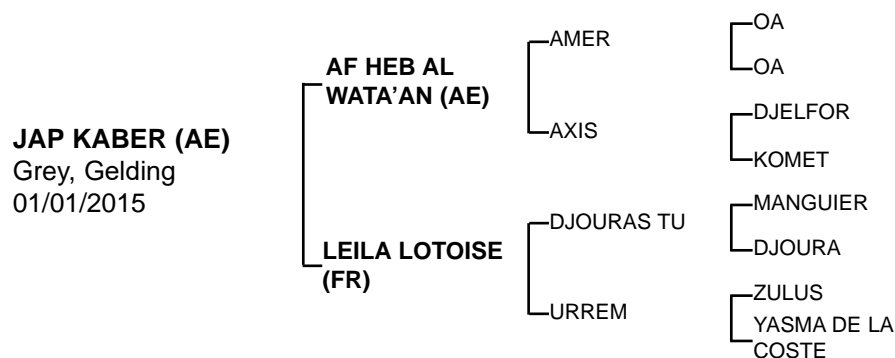 JAP KABER (AE)
Grey, Gelding
01/01/2015
AF HEB AL
WATA'AN (AE)
LEILA LOTOISE
(FR)
AMER
AXIS
DJOURAS TU
URREM
OA
OA
DJELFOR
KOMET
MANGUIER
DJOURA
ZULUS
YASMA DE LA
COSTE